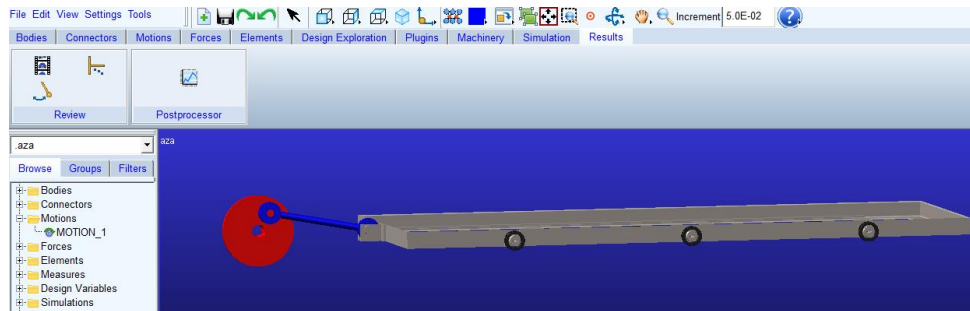 File Edit View Settings Tools
Increment 5.0E-02
Bodies Connectors Motions Forces Elements Design Exploration Plugins Machinery Simulation Results
Review Postprocessor
.aza
aza
Browse Groups Filters
Bodies
Connectors
Motions
MOTION_1
Forces
Elements
Measures
Design Variables
Simulations